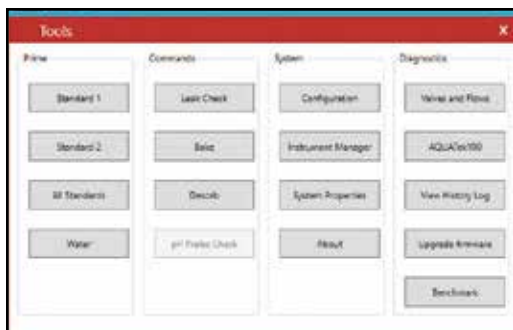 Tools X
Prime Commands System Diagnostics
Standard 1 Leak Check Configuration Valves and Flows
Standard 2 Bake Instrument Manager AQUATek100
All Standards Desorb System Properties View History Log
Water pH Probe Check About Upgrade firmware
Benchmark